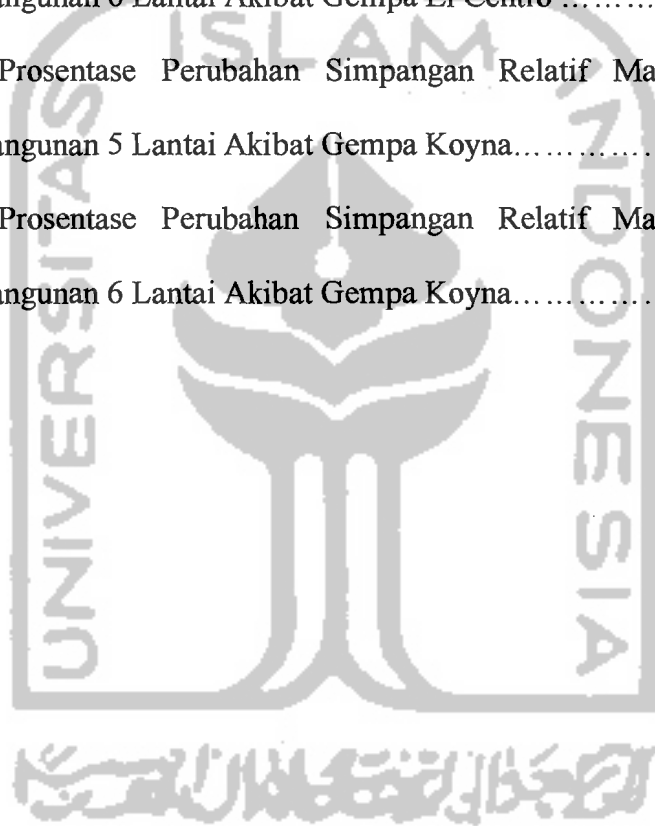 angunan 6 Lantai Akibat Gempa El Centro .........
Prosentase Perubahan Simpangan Relatif Ma
angunan 5 Lantai Akibat Gempa Koyna..............
Prosentase Perubahan Simpangan Relatif Ma
angunan 6 Lantai Akibat Gempa Koyna..............
UNIVERSITAS
ISLAM
INDONESIA